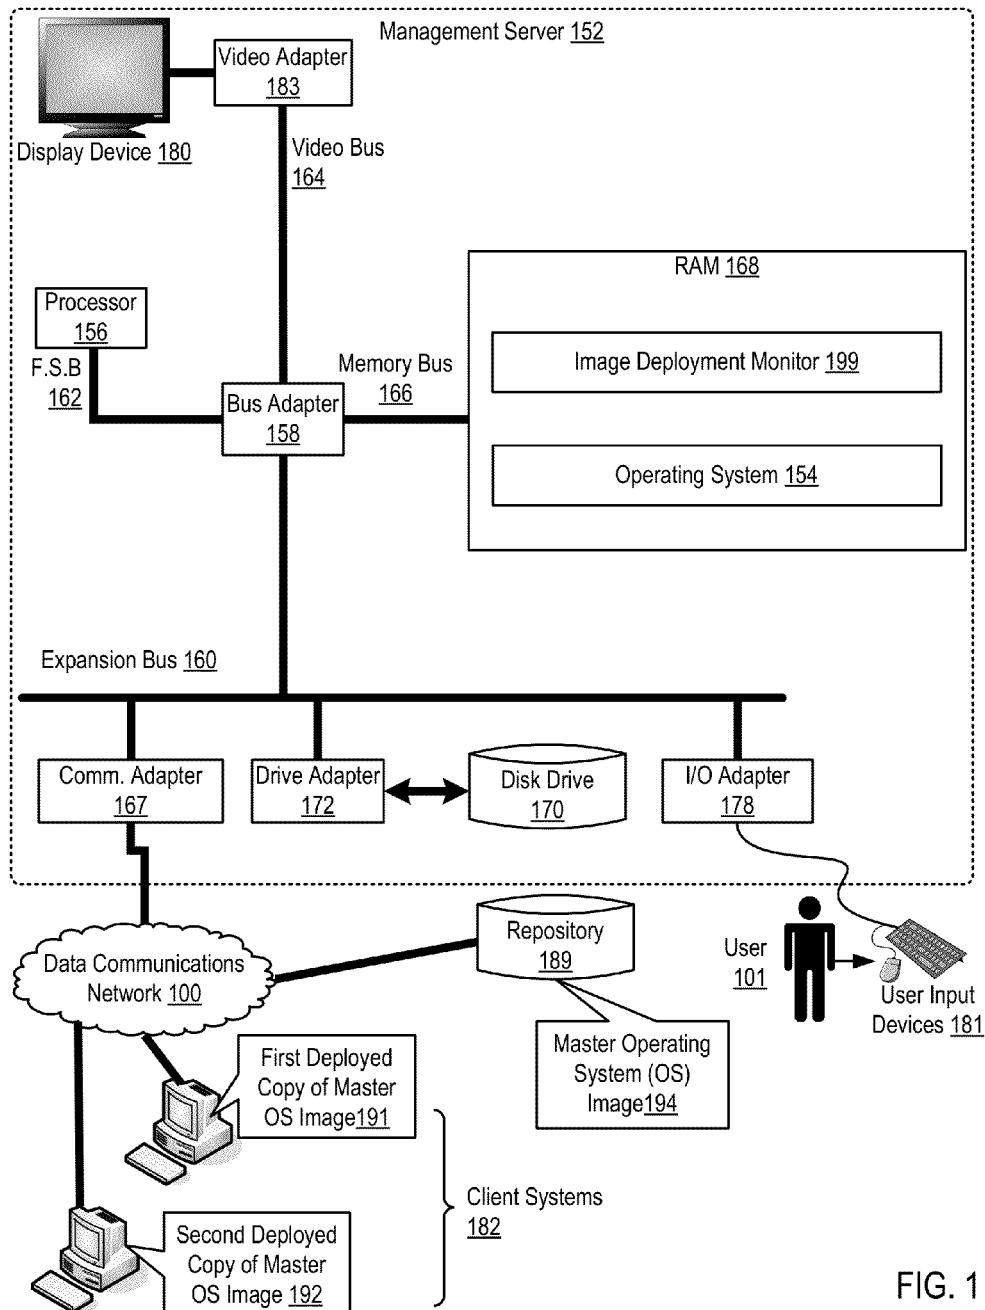 Management Server 152
Video Adapter
183
Display Device 180
Video Bus
164
RAM 168
Processor
156
Image Deployment Monitor 199
F.S.B
162
Memory Bus
166
Bus Adapter
158
Operating System 154
Expansion Bus 160
Comm. Adapter
167
Drive Adapter
172
Disk Drive
170
I/O Adapter
178
Repository
189
User
101
Data Communications
Network 100
User Input
Devices 181
Master Operating
System (OS)
Image194
First Deployed
Copy of Master
OS Image191
Client Systems
182
Second Deployed
Copy of Master
OS Image 192
FIG. 1